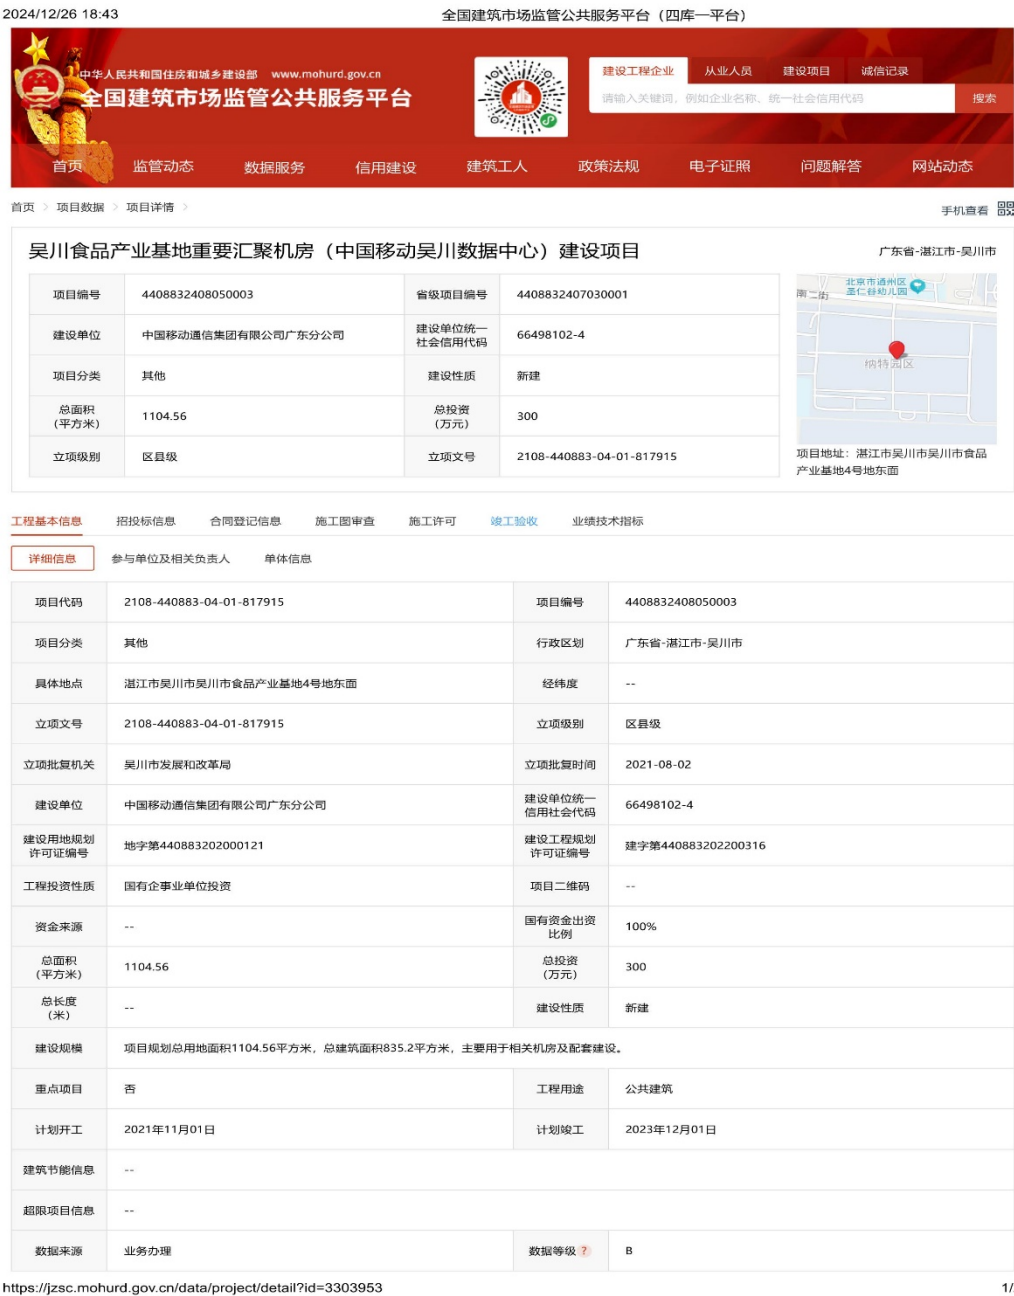 2024/12/26 18:43 全国建筑市场监管公共服务平台（四库一平台）
中华人民共和国住房和城乡建设部 www.mohurd.gov.cn
全国建筑市场监管公共服务平台
建设工程企业 从业人员 建设项目 诚信记录
请输入关键词，例如企业名称、统一社会信用代码 搜索
首页 监管动态 数据服务 信用建设 建筑工人 政策法规 电子证照 问题解答 网站动态
首页 > 项目数据 > 项目详情 >
手机查看
吴川食品产业基地重要汇聚机房（中国移动吴川数据中心）建设项目
广东省-湛江市-吴川市
项目编号 4408832408050003 省级项目编号 4408832407030001
建设单位 中国移动通信集团有限公司广东分公司 建设单位统一社会信用代码 66498102-4
项目分类 其他 建设性质 新建
总面积（平方米） 1104.56 总投资（万元） 300
立项级别 区县级 立项文号 2108-440883-04-01-817915
南二街
北京市通州区
圣仁谷幼儿园
纳特园区
项目地址：湛江市吴川市吴川市食品
产业基地4号地东面
工程基本信息 招投标信息 合同登记信息 施工图审查 施工许可 竣工验收 业绩技术指标
详细信息 参与单位及相关负责人 单体信息
项目代码 2108-440883-04-01-817915 项目编号 4408832408050003
项目分类 其他 行政区划 广东省-湛江市-吴川市
具体地点 湛江市吴川市吴川市食品产业基地4号地东面 经纬度 --
立项文号 2108-440883-04-01-817915 立项级别 区县级
立项批复机关 吴川市发展和改革局 立项批复时间 2021-08-02
建设单位 中国移动通信集团有限公司广东分公司 建设单位统一信用社会代码 66498102-4
建设用地规划许可证编号 地字第440883202000121 建设工程规划许可证编号 建字第440883202200316
工程投资性质 国有企事业单位投资 项目二维码 --
资金来源 -- 国有资金出资比例 100%
总面积（平方米） 1104.56 总投资（万元） 300
总长度（米） -- 建设性质 新建
建设规模 项目规划总用地面积1104.56平方米，总建筑面积835.2平方米，主要用于相关机房及配套建设。
重点项目 否 工程用途 公共建筑
计划开工 2021年11月01日 计划竣工 2023年12月01日
建筑节能信息 --
超限项目信息 --
数据来源 业务办理 数据等级 ? B
https://jzsc.mohurd.gov.cn/data/project/detail?id=3303953 1/